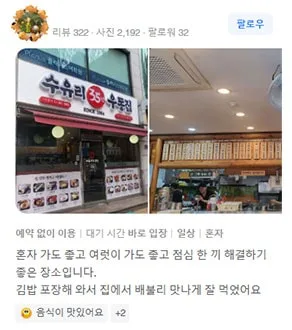 리뷰 322 · 사진 2,192 · 팔로워 32
팔로우
수유리 35년 우동집
SINCE 1984
예약 없이 이용 | 대기 시간 바로 입장 | 일상 | 혼자
혼자 가도 좋고 여럿이 가도 좋고 점심 한 끼 해결하기
좋은 장소입니다.
김밥 포장해 와서 집에서 배불리 맛나게 잘 먹었어요
음식이 맛있어요
+2